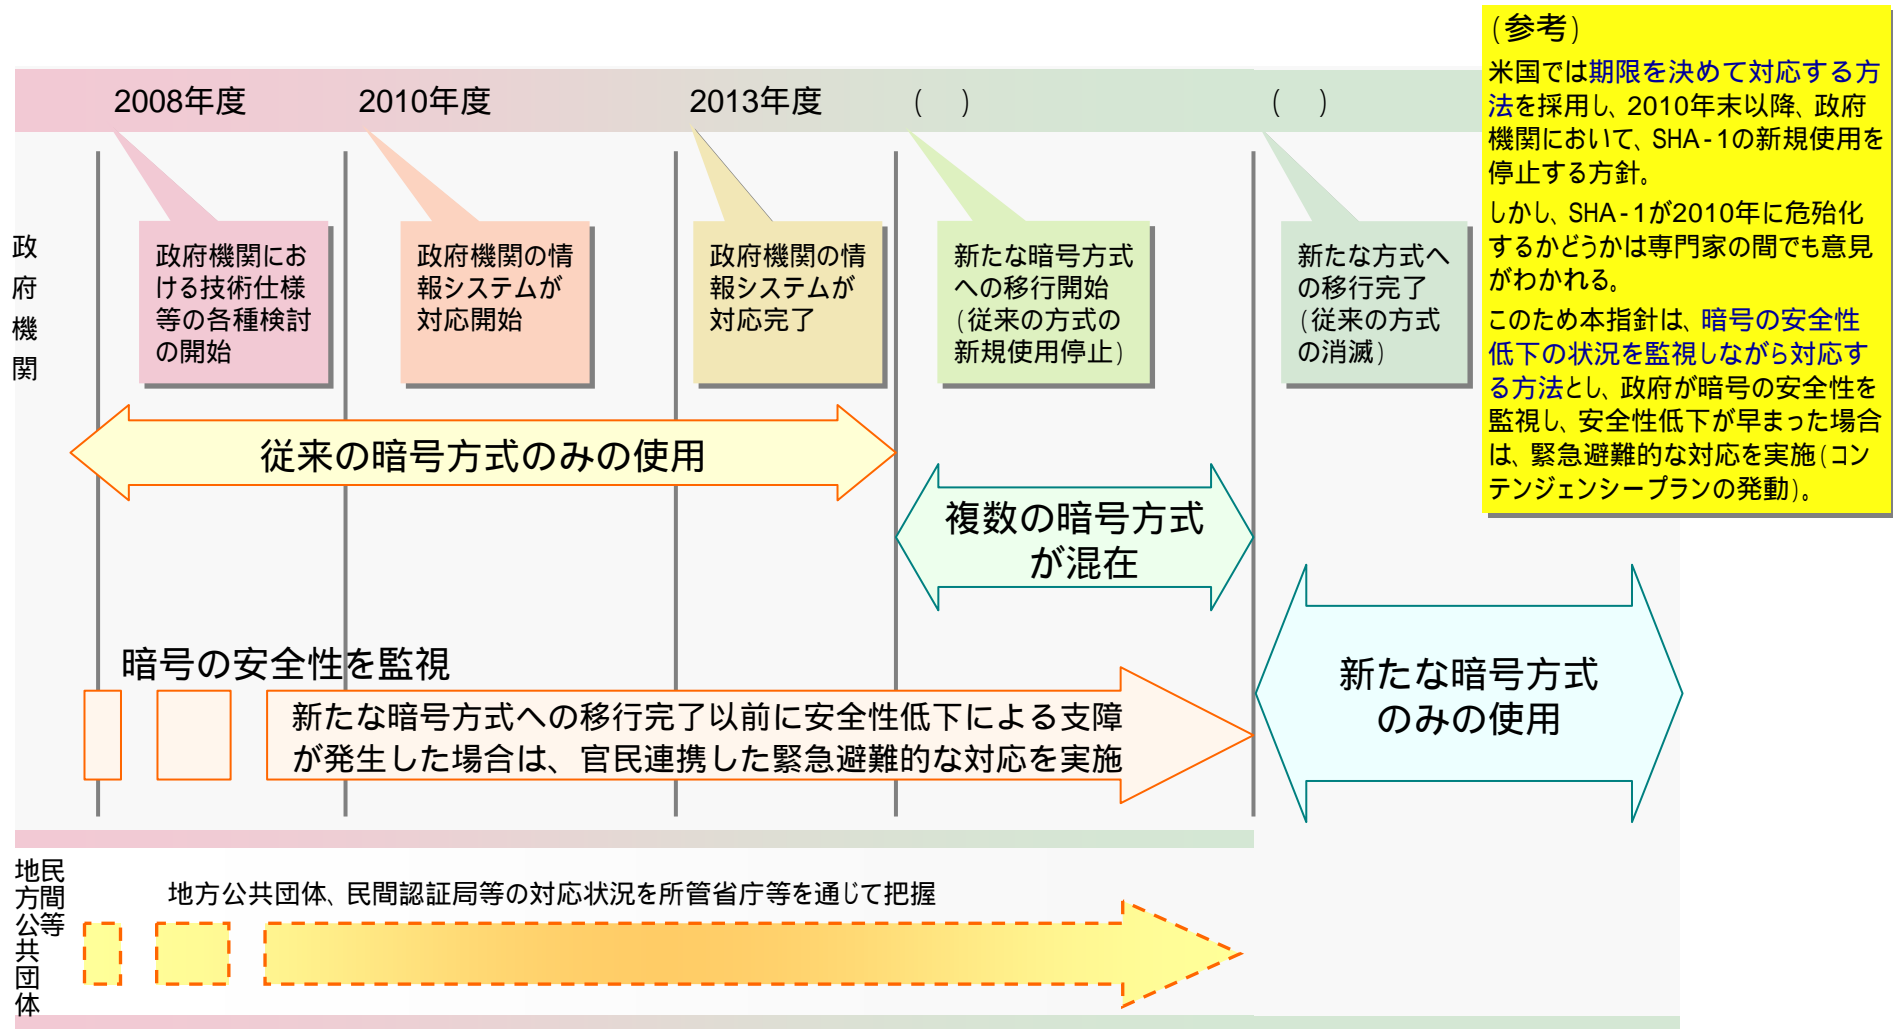 2008年度
2010年度
2013年度
(　)
(　)
政府機関
政府機関にお
ける技術仕様
等の各種検討
の開始
政府機関の情
報システムが
対応開始
政府機関の情
報システムが
対応完了
新たな暗号方式
への移行開始
(従来の方式の
新規使用停止)
新たな方式へ
の移行完了
(従来の方式
の消滅)
(参考)
米国では期限を決めて対応する方
法を採用し、2010年末以降、政府
機関において、SHA-1の新規使用を
停止する方針。
しかし、SHA-1が2010年に危殆化
するかどうかは専門家の間でも意見
がわかれる。
このため本指針は、暗号の安全性
低下の状況を監視しながら対応す
る方法とし、政府が暗号の安全性を
監視し、安全性低下が早まった場合
は、緊急避難的な対応を実施(コン
テンジェンシープランの発動)。
従来の暗号方式のみの使用
複数の暗号方式
が混在
暗号の安全性を監視
新たな暗号方式への移行完了以前に安全性低下による支障
が発生した場合は、官民連携した緊急避難的な対応を実施
新たな暗号方式
のみの使用
民間等
地方公共団体
地方公共団体、民間認証局等の対応状況を所管省庁等を通じて把握